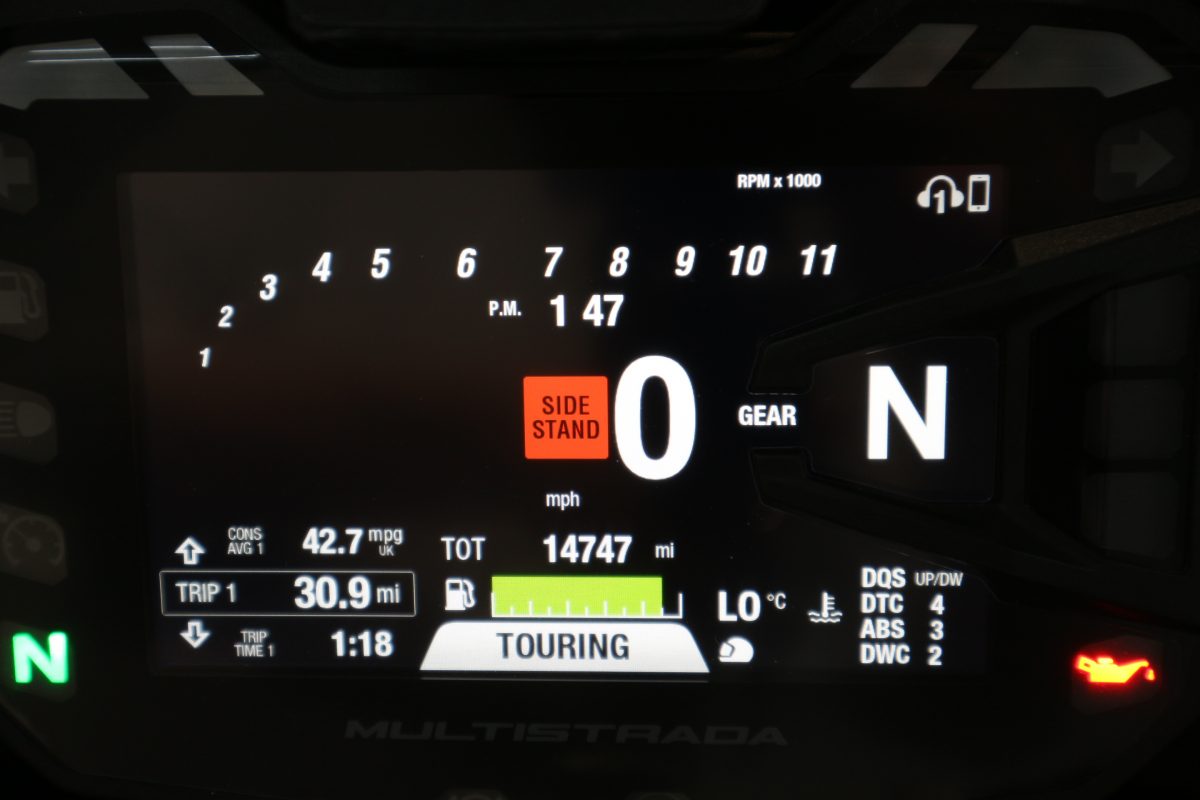 RPM x 1000
1
1 2 3 4 5 6 7 8 9 10 11
P.M. 1 47
SIDE
STAND
0
GEAR N
mph
CONS
AVG 1 42.7 mpg
UK
TRIP 1 30.9 mi
TRIP
TIME 1 1:18
TOT 14747 mi
TOURING
LO °C
DQS UP/DW
DTC 4
ABS 3
DWC 2
N
MULTISTRADA